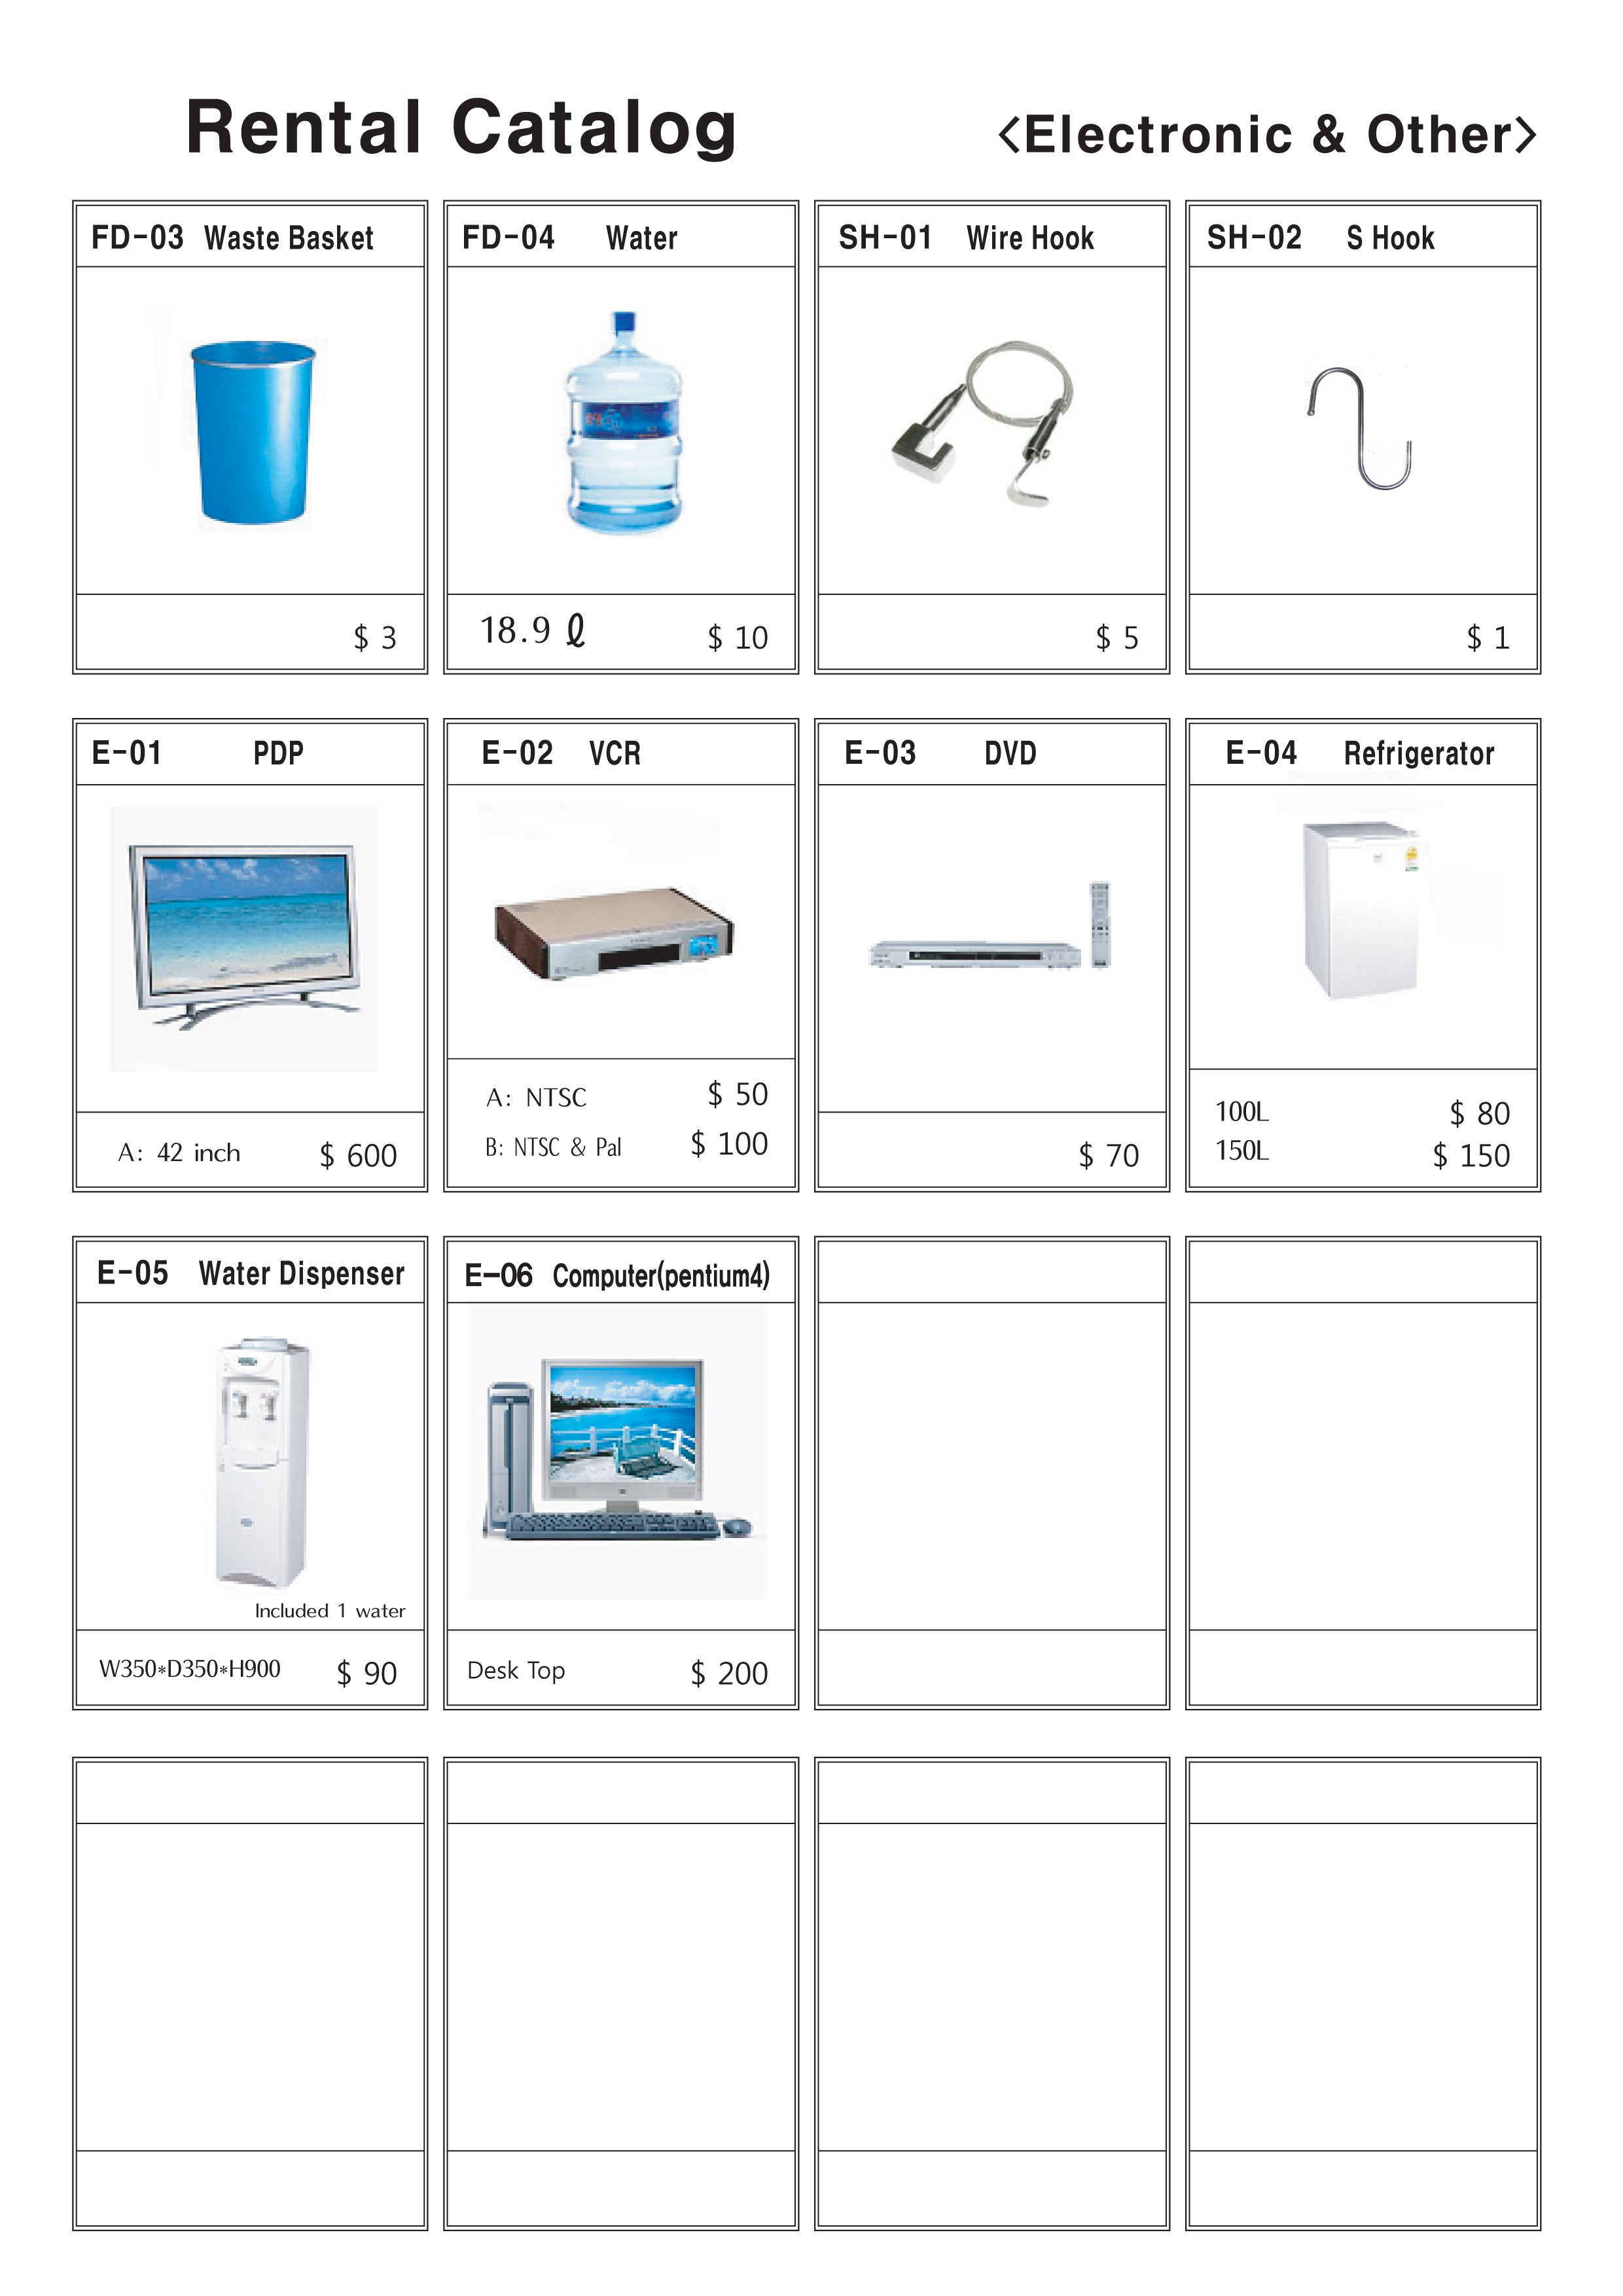 Rental Catalog
<Electronic & Other>
FD-03 Waste Basket
$ 3
FD-04 Water
18.9 ℓ $ 10
SH-01 Wire Hook
$ 5
SH-02 S Hook
$ 1
E-01 PDP
A: 42 inch $ 600
E-02 VCR
A: NTSC $ 50
B: NTSC & Pal $ 100
E-03 DVD
$ 70
E-04 Refrigerator
100L $ 80
150L $ 150
E-05 Water Dispenser
Included 1 water
W350*D350*H900 $ 90
E-06 Computer(pentium4)
Desk Top $ 200